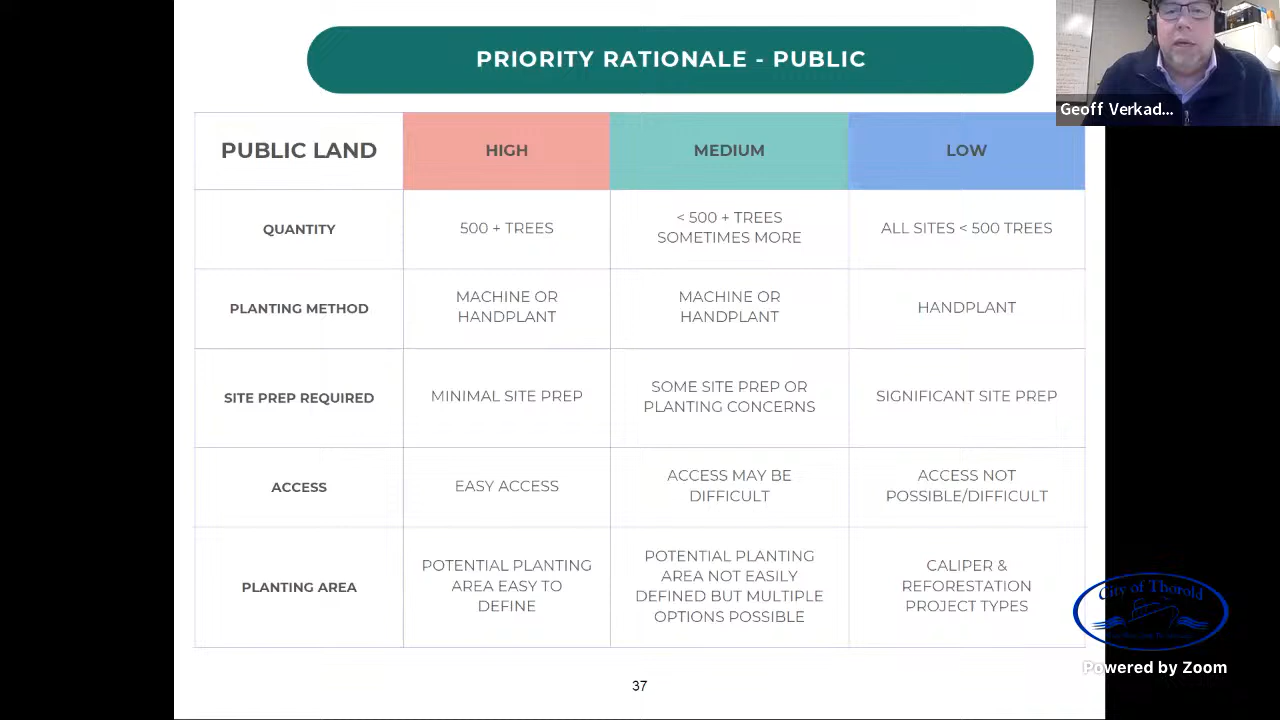 PRIORITY RATIONALE - PUBLIC
Geoff Verkad...
PUBLIC LAND
HIGH
MEDIUM
LOW
QUANTITY
500 + TREES
< 500 + TREES
SOMETIMES MORE
ALL SITES < 500 TREES
PLANTING METHOD
MACHINE OR
HANDPLANT
MACHINE OR
HANDPLANT
HANDPLANT
SITE PREP REQUIRED
MINIMAL SITE PREP
SOME SITE PREP OR
PLANTING CONCERNS
SIGNIFICANT SITE PREP
ACCESS
EASY ACCESS
ACCESS MAY BE
DIFFICULT
ACCESS NOT
POSSIBLE/DIFFICULT
PLANTING AREA
POTENTIAL PLANTING
AREA EASY TO
DEFINE
POTENTIAL PLANTING
AREA NOT EASILY
DEFINED BUT MULTIPLE
OPTIONS POSSIBLE
CALIPER &
REFORESTATION
PROJECT TYPES
City of Thorold
Powered by Zoom
37